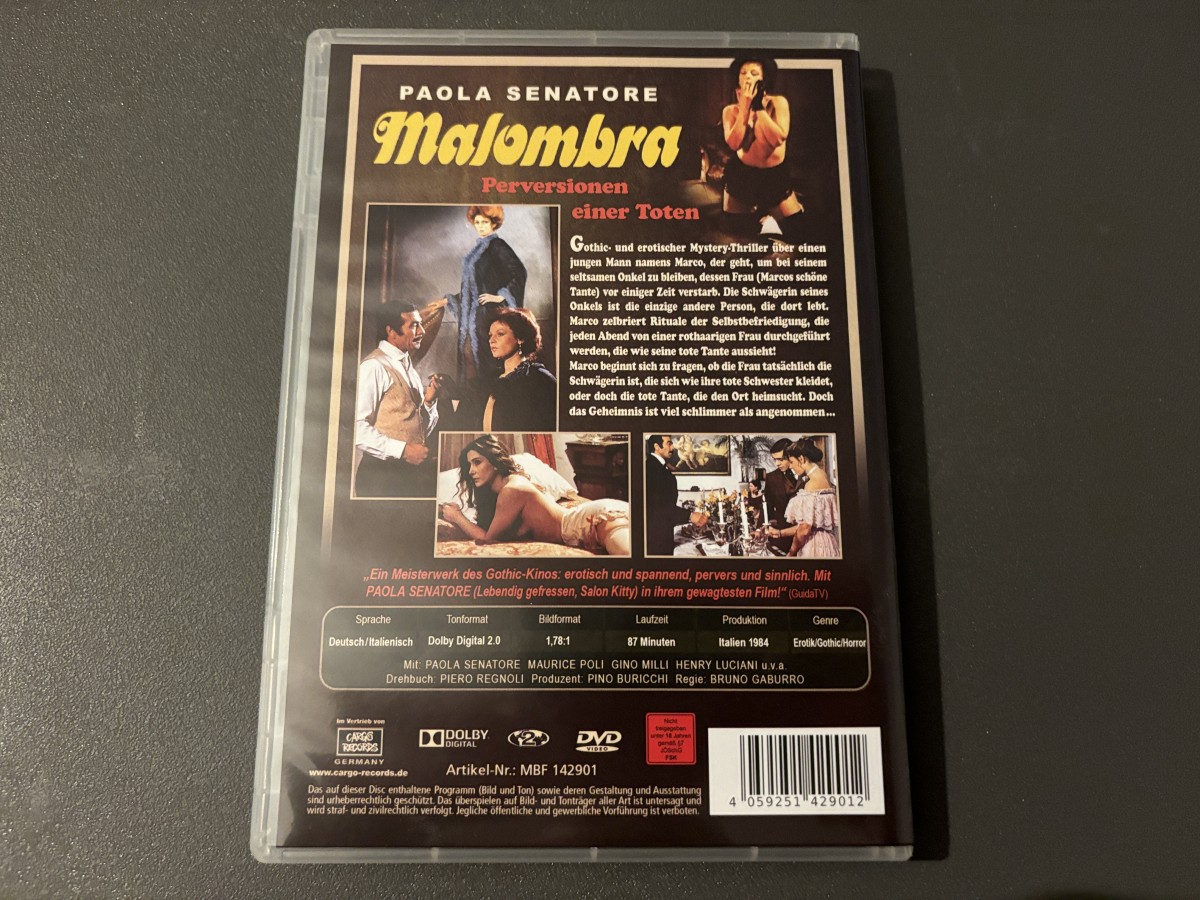 PAOLA SENATORE
Malombra
Perversionen
einer Toten
Gothic- und erotischer Mystery-Thriller über einen
jungen Mann namens Marco, der geht, um bei seinem
seltsamen Onkel zu bleiben, dessen Frau (Marcos schöne
Tante) vor einiger Zeit verstarb. Die Schwägerin seines
Onkels ist die einzige andere Person, die dort lebt.
Marco zelbriert Rituale der Selbstbefriedigung, die
jeden Abend von einer rothaarigen Frau durchgeführt
werden, die wie seine tote Tante aussieht!
Marco beginnt sich zu fragen, ob die Frau tatsächlich die
Schwägerin ist, die sich wie ihre tote Schwester kleidet,
oder doch die tote Tante, die den Ort heimsucht. Doch
das Geheimnis ist viel schlimmer als angenommen...
„Ein Meisterwerk des Gothic-Kinos: erotisch und spannend, pervers und sinnlich. Mit
PAOLA SENATORE (Lebendig gefressen, Salon Kitty) in ihrem gewagtesten Film!“ (GuidaTV)
Sprache Tonformat Bildformat Laufzeit Produktion Genre
Deutsch/Italienisch Dolby Digital 2.0 1,78:1 87 Minuten Italien 1984 Erotik/Gothic/Horror
Mit: PAOLA SENATORE MAURICE POLI GINO MILLI HENRY LUCIANI u.v.a.
Drehbuch: PIERO REGNOLI Produzent: PINO BURICCHI Regie: BRUNO GABURRO
Im Vertrieb von
CARGO
RECORDS
GERMANY
www.cargo-records.de
DOLBY
DIGITAL
2
DVD
VIDEO
Nicht
freigegeben
unter 18 Jahren
gemäß §7
JÖSchG
FSK
Artikel-Nr.: MBF 142901
Das auf dieser Disc enthaltene Programm (Bild und Ton) sowie deren Gestaltung und Ausstattung
sind urheberrechtlich geschützt. Das überspielen auf Bild- und Tonträger aller Art ist untersagt und
wird straf- und zivilrechtlich verfolgt. Jegliche öffentliche und gewerbliche Vorführung ist verboten.
4 059251 429012